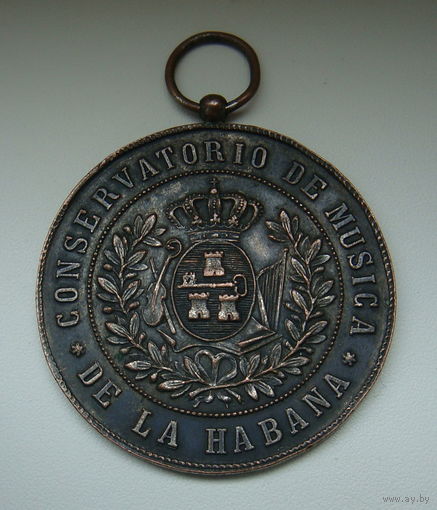 CONSERVATORIO DE MUSICA
* DE LA HABANA *
www.ay.by